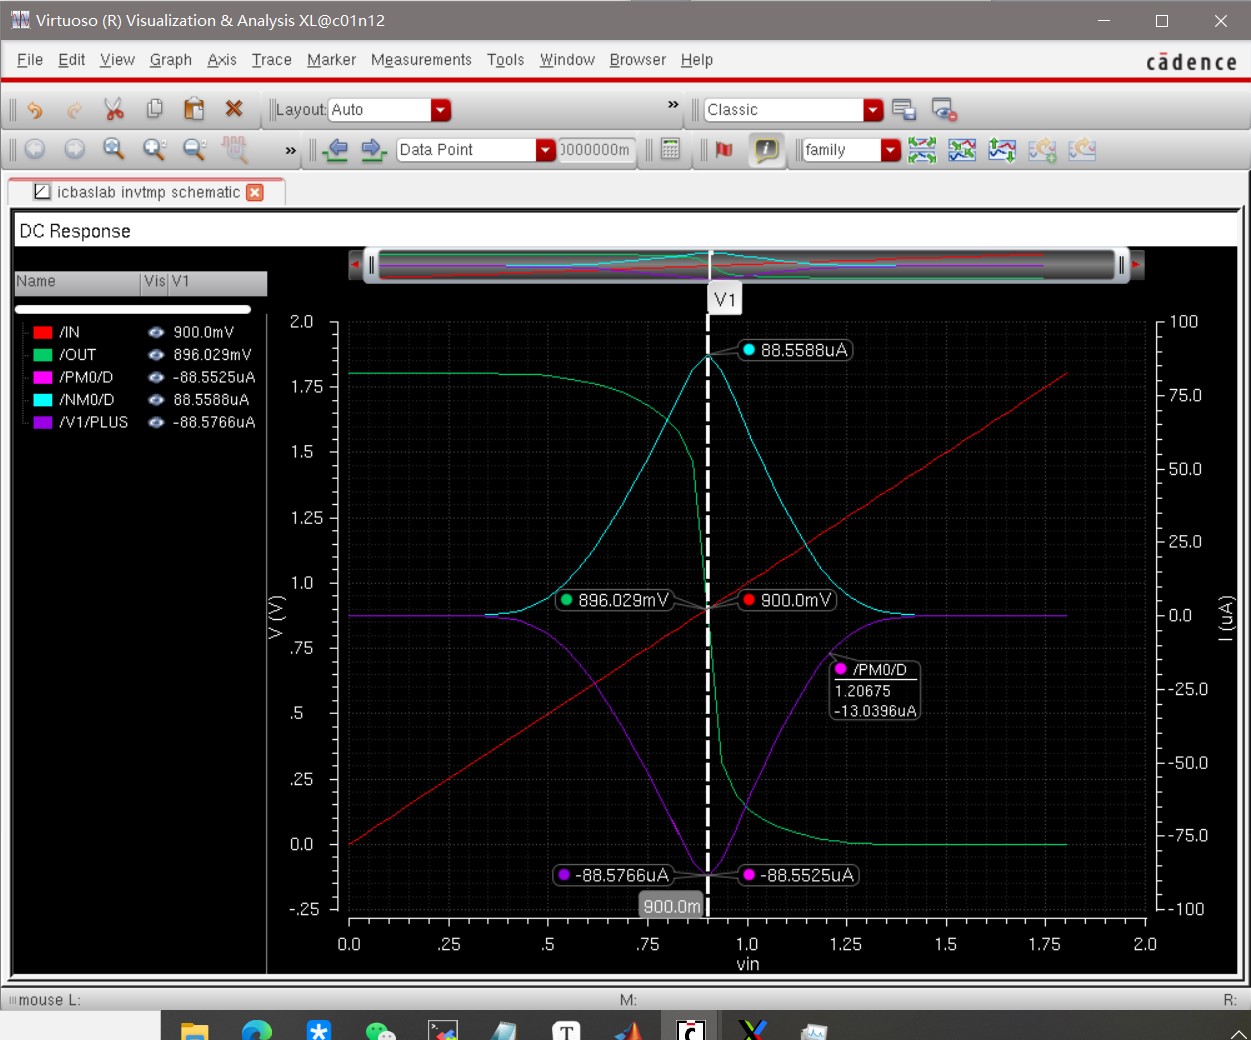 Virtuoso (R) Visualization & Analysis XL@c01n12
File Edit View Graph Axis Trace Marker Measurements Tools Window Browser Help
cādence
Layout: Auto
Classic
Data Point
0000000m
family
icbaslab invtmp schematic
DC Response
Name Vis V1
/IN 900.0mV
/OUT 896.029mV
/PM0/D -88.5525uA
/NM0/D 88.5588uA
/V1/PLUS -88.5766uA
V1
2.0
1.75
1.5
1.25
1.0
.75
.5
.25
0.0
-.25
V (V)
100
75.0
50.0
25.0
0.0
-25.0
-50.0
-75.0
-100
I (uA)
88.5588uA
896.029mV
900.0mV
/PM0/D
1.20675
-13.0396uA
-88.5766uA
-88.5525uA
900.0m
0.0 .25 .5 .75 1.0 1.25 1.5 1.75 2.0
vin
mouse L: M: R: